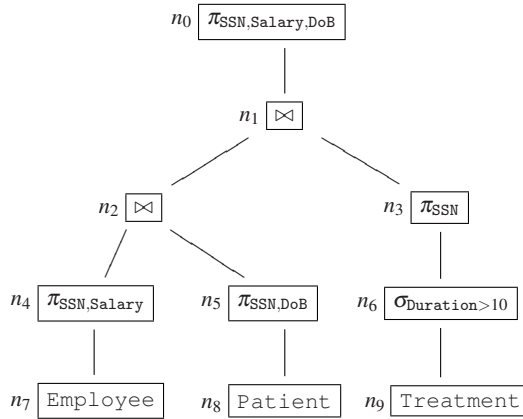 n0 πSSN,Salary,DoB
n1 ⋈
n2 ⋈
n3 πSSN
n4 πSSN,Salary
n5 πSSN,DoB
n6 σDuration>10
n7 Employee
n8 Patient
n9 Treatment